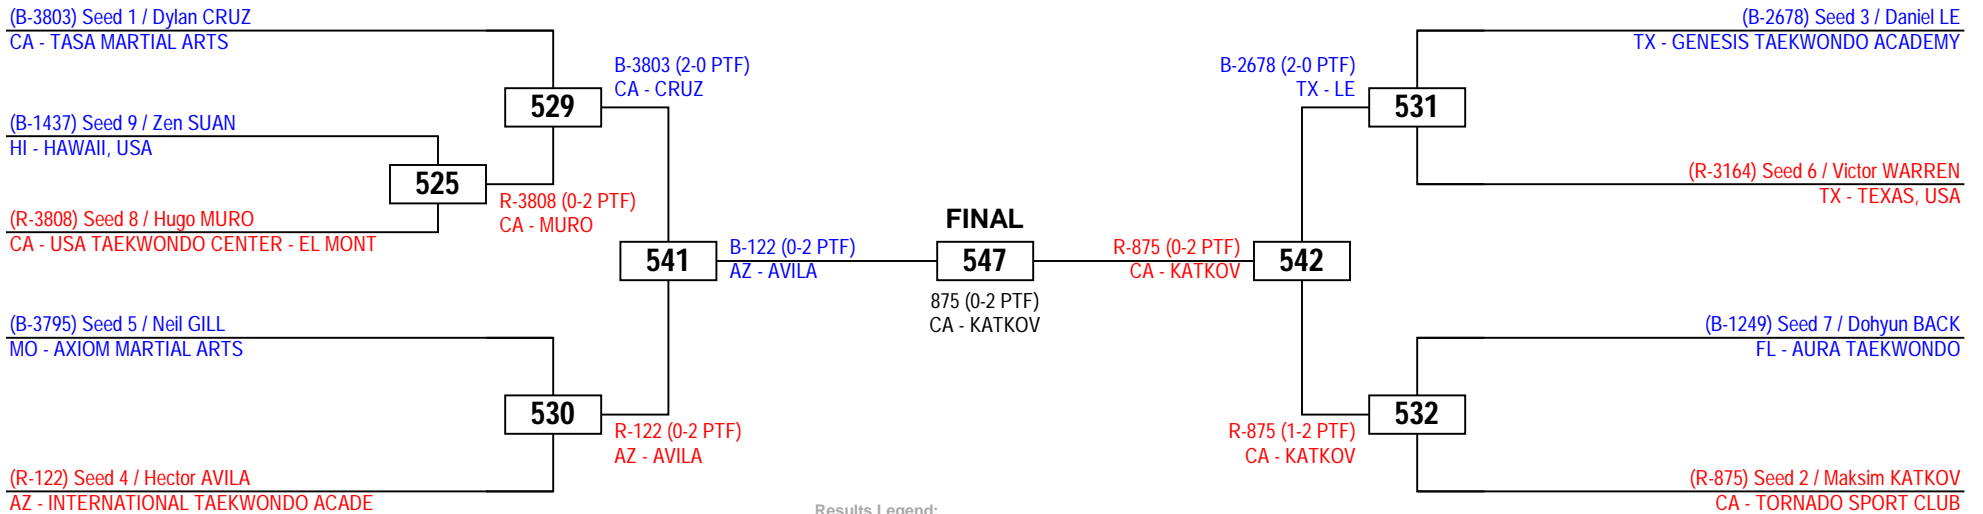 (B-3803) Seed 1 / Dylan CRUZ
CA - TASA MARTIAL ARTS
B-3803 (2-0 PTF)
CA - CRUZ
529
(B-1437) Seed 9 / Zen SUAN
HI - HAWAII, USA
525
R-3808 (0-2 PTF)
CA - MURO
(R-3808) Seed 8 / Hugo MURO
CA - USA TAEKWONDO CENTER - EL MONT
541
B-122 (0-2 PTF)
AZ - AVILA
(B-3795) Seed 5 / Neil GILL
MO - AXIOM MARTIAL ARTS
530
R-122 (0-2 PTF)
AZ - AVILA
(R-122) Seed 4 / Hector AVILA
AZ - INTERNATIONAL TAEKWONDO ACADE
FINAL
547
875 (0-2 PTF)
CA - KATKOV
(B-2678) Seed 3 / Daniel LE
TX - GENESIS TAEKWONDO ACADEMY
B-2678 (2-0 PTF)
TX - LE
531
(R-3164) Seed 6 / Victor WARREN
TX - TEXAS, USA
R-875 (0-2 PTF)
CA - KATKOV
542
(B-1249) Seed 7 / Dohyun BACK
FL - AURA TAEKWONDO
532
R-875 (1-2 PTF)
CA - KATKOV
(R-875) Seed 2 / Maksim KATKOV
CA - TORNADO SPORT CLUB
Results Legend: